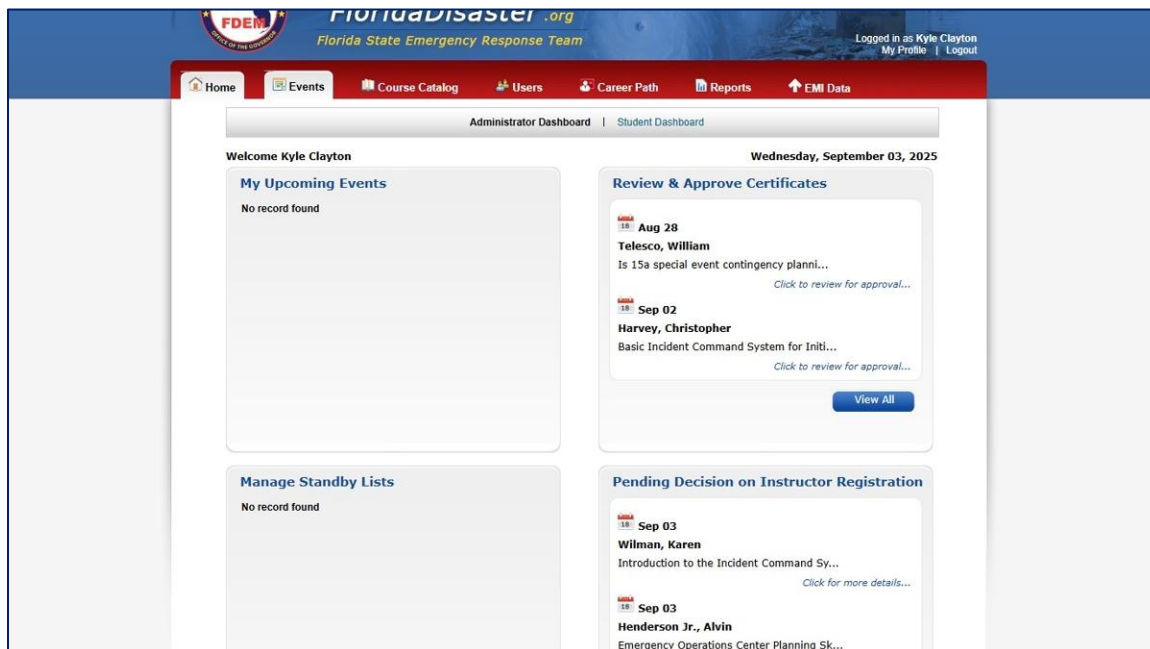 FDEM
OFFICE OF THE GOVERNOR
FloridaDisaster .org
Florida State Emergency Response Team
Logged in as Kyle Clayton
My Profile | Logout
Home
Events
Course Catalog
Users
Career Path
Reports
EMI Data
Administrator Dashboard | Student Dashboard
Welcome Kyle Clayton
Wednesday, September 03, 2025
My Upcoming Events
No record found
Review & Approve Certificates
18 Aug 28
Telesco, William
Is 15a special event contingency planni...
Click to review for approval...
18 Sep 02
Harvey, Christopher
Basic Incident Command System for Initi...
Click to review for approval...
View All
Manage Standby Lists
No record found
Pending Decision on Instructor Registration
18 Sep 03
Wilman, Karen
Introduction to the Incident Command Sy...
Click for more details...
18 Sep 03
Henderson Jr., Alvin
Emergency Operations Center Planning Sk...